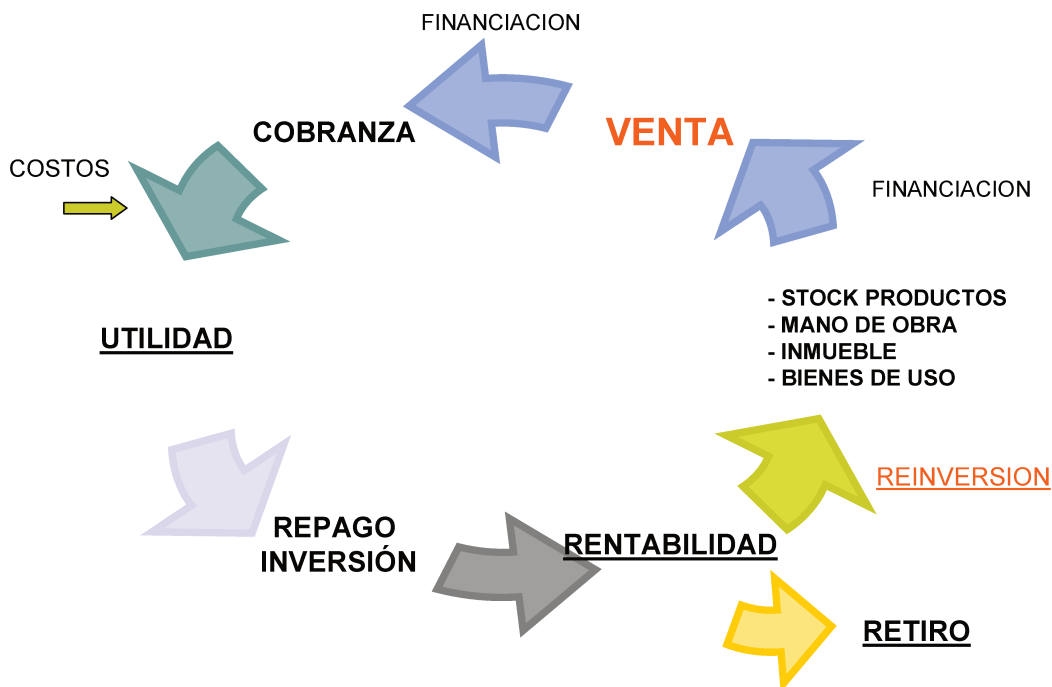 FINANCIACION
COBRANZA
VENTA
COSTOS
FINANCIACION
- STOCK PRODUCTOS
- MANO DE OBRA
- INMUEBLE
- BIENES DE USO
UTILIDAD
REINVERSION
REPAGO
INVERSIÓN
RENTABILIDAD
RETIRO